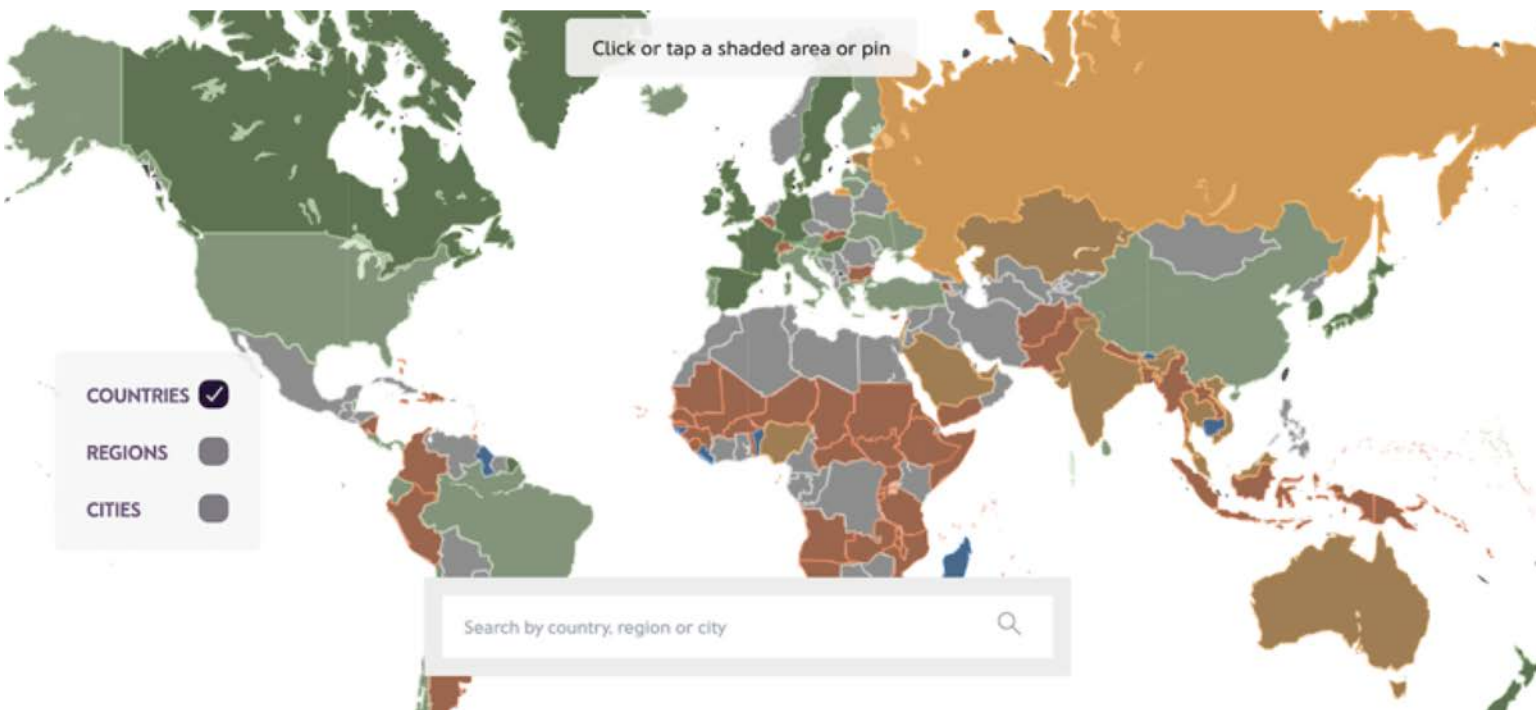 Click or tap a shaded area or pin
COUNTRIES
REGIONS
CITIES
Search by country, region or city